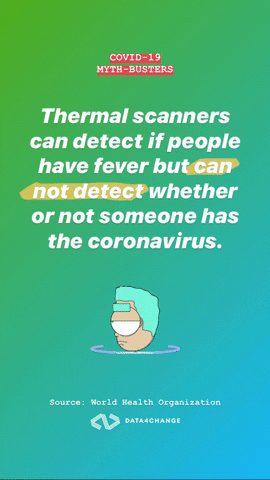 COVID-19
MYTH-BUSTERS
Thermal scanners
can detect if people
have fever but can
not detect whether
or not someone has
the coronavirus.
Source: World Health Organization
DATA4CHANGE